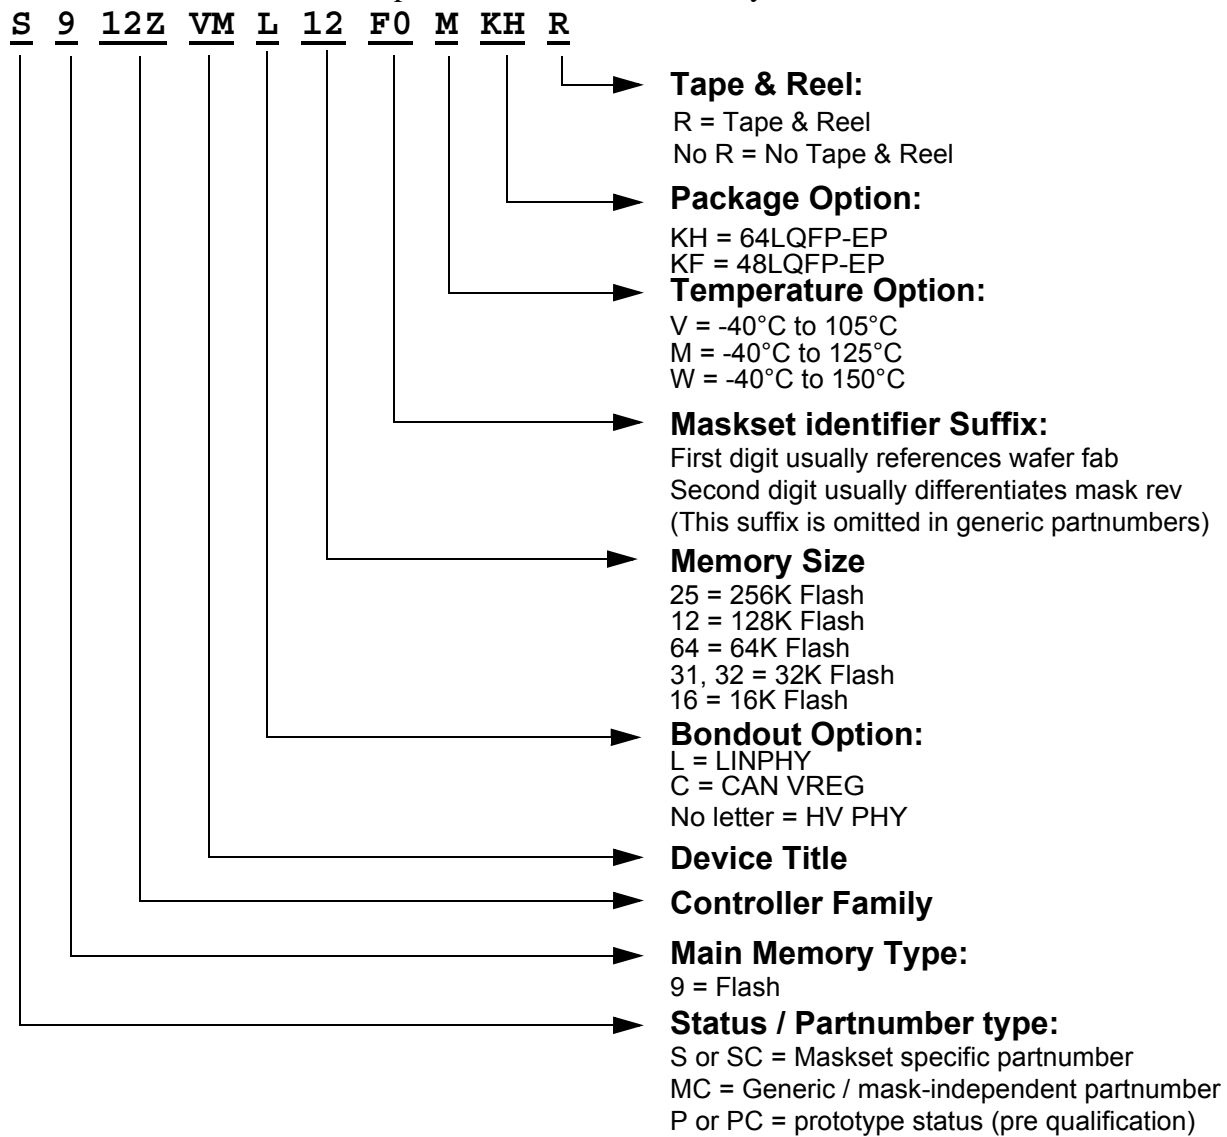 S 9 12Z VM L 12 F0 M KH R
Tape & Reel:
R = Tape & Reel
No R = No Tape & Reel
Package Option:
KH = 64LQFP-EP
KF = 48LQFP-EP
Temperature Option:
V = -40°C to 105°C
M = -40°C to 125°C
W = -40°C to 150°C
Maskset identifier Suffix:
First digit usually references wafer fab
Second digit usually differentiates mask rev
(This suffix is omitted in generic partnumbers)
Memory Size
25 = 256K Flash
12 = 128K Flash
64 = 64K Flash
31, 32 = 32K Flash
16 = 16K Flash
Bondout Option:
L = LINPHY
C = CAN VREG
No letter = HV PHY
Device Title
Controller Family
Main Memory Type:
9 = Flash
Status / Partnumber type:
S or SC = Maskset specific partnumber
MC = Generic / mask-independent partnumber
P or PC = prototype status (pre qualification)